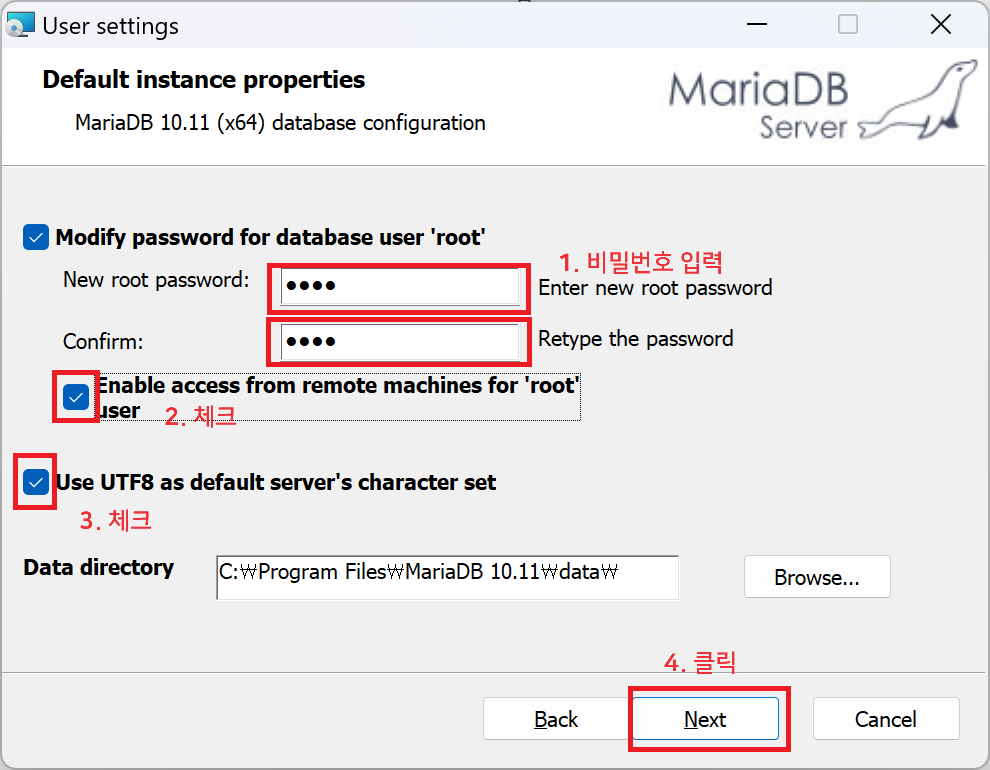 User settings
Default instance properties
MariaDB 10.11 (x64) database configuration
MariaDB
Server
Modify password for database user 'root'
1. 비밀번호 입력
New root password:
Enter new root password
Confirm:
Retype the password
Enable access from remote machines for 'root'
user
2. 체크
Use UTF8 as default server's character set
3. 체크
Data directory
C:₩Program Files₩MariaDB 10.11₩data₩
Browse...
4. 클릭
Back
Next
Cancel